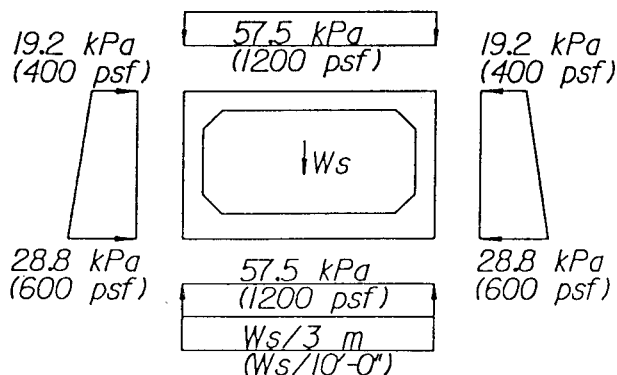 57.5 kPa
(1200 psf)
19.2 kPa
(400 psf)
19.2 kPa
(400 psf)
Ws
28.8 kPa
(600 psf)
57.5 kPa
(1200 psf)
28.8 kPa
(600 psf)
Ws/3 m
(Ws/10'-0")